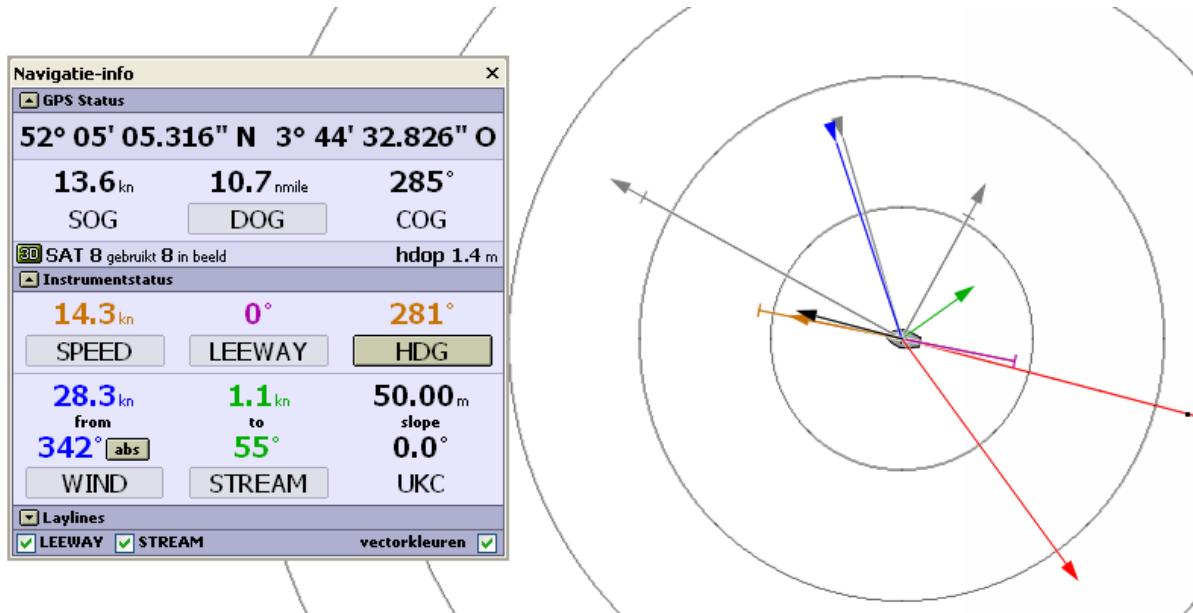 Navigatie-info
GPS Status
52° 05' 05.316" N 3° 44' 32.826" O
13.6 kn 10.7 nmile 285°
SOG DOG COG
3D SAT 8 gebruikt 8 in beeld hdop 1.4 m
Instrumentstatus
14.3 kn 0° 281°
SPEED LEEWAY HDG
28.3 kn 1.1 kn 50.00 m
from to slope
342° abs 55° 0.0°
WIND STREAM UKC
Laylines
LEEWAY STREAM vectorkleuren